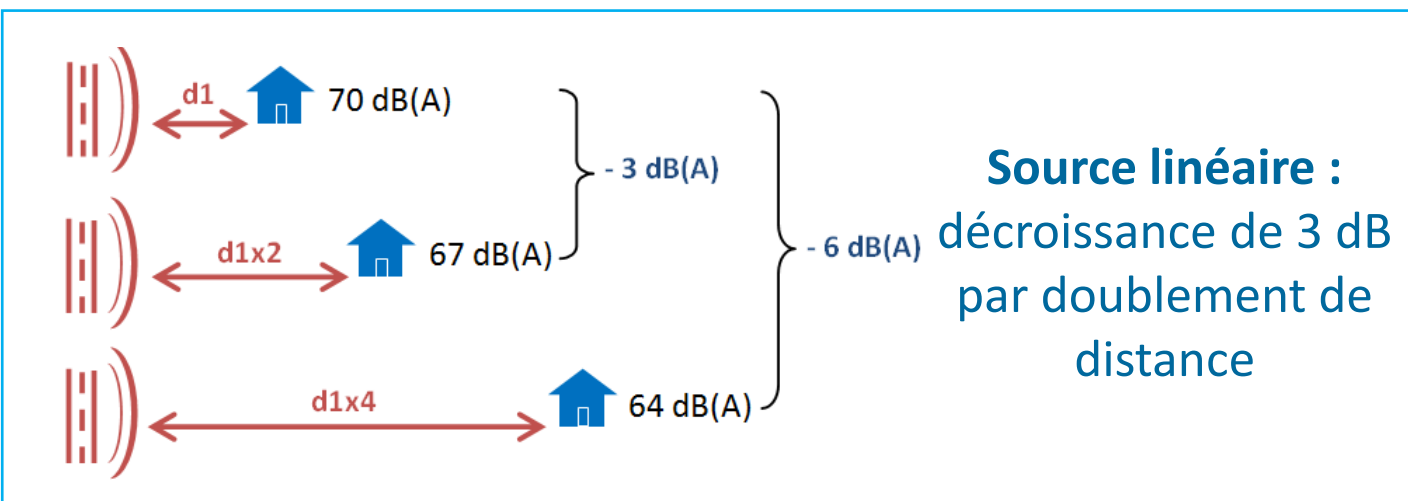 d1
70 dB(A)
- 3 dB(A)
d1x2
67 dB(A)
- 6 dB(A)
d1x4
64 dB(A)
Source linéaire :
décroissance de 3 dB
par doublement de
distance